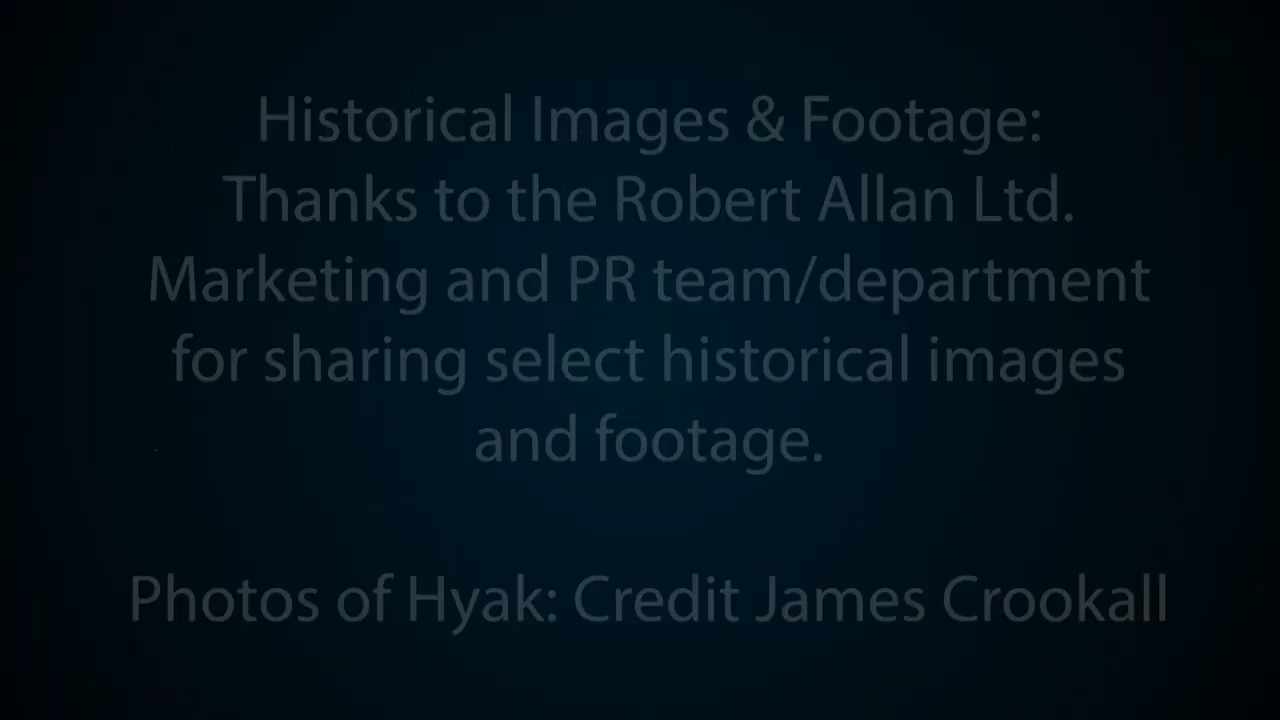 Historical Images & Footage:
Thanks to the Robert Allan Ltd.
Marketing and PR team/department
for sharing select historical images
and footage.
Photos of Hyak: Credit James Crookall